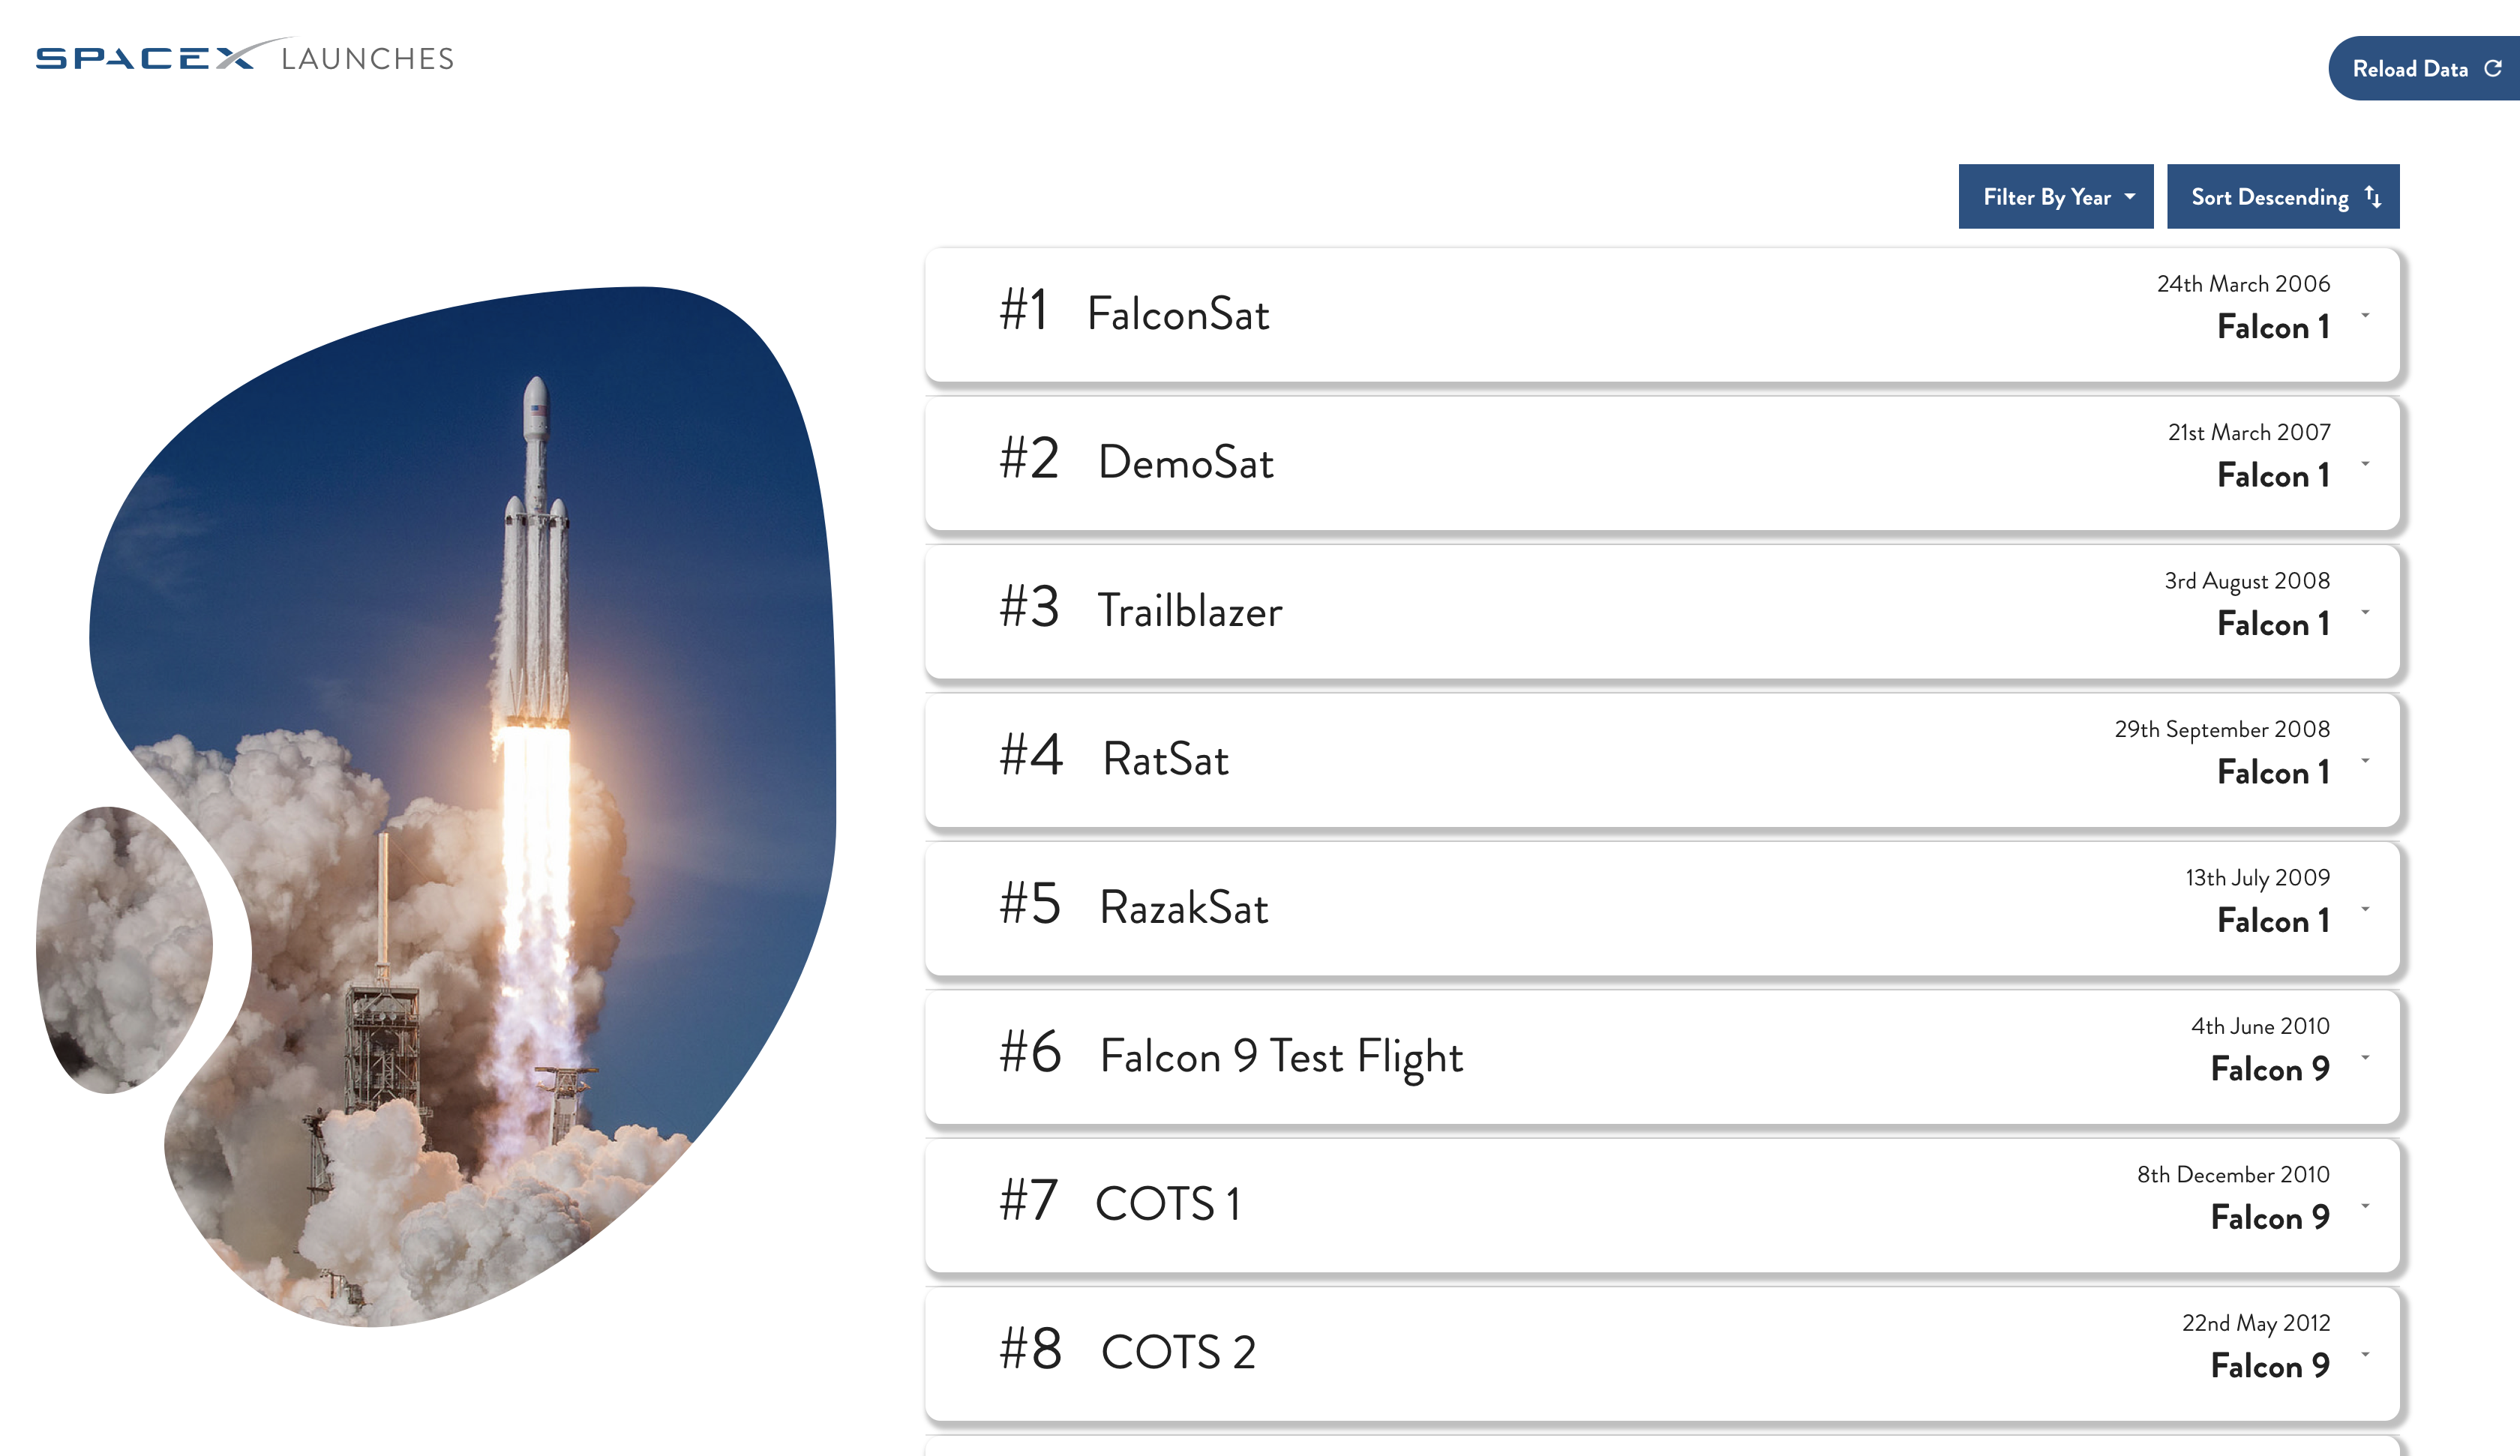 SPACEX LAUNCHES
Reload Data
Filter By Year
Sort Descending
#1 FalconSat
24th March 2006
Falcon 1
#2 DemoSat
21st March 2007
Falcon 1
#3 Trailblazer
3rd August 2008
Falcon 1
#4 RatSat
29th September 2008
Falcon 1
#5 RazakSat
13th July 2009
Falcon 1
#6 Falcon 9 Test Flight
4th June 2010
Falcon 9
#7 COTS 1
8th December 2010
Falcon 9
#8 COTS 2
22nd May 2012
Falcon 9